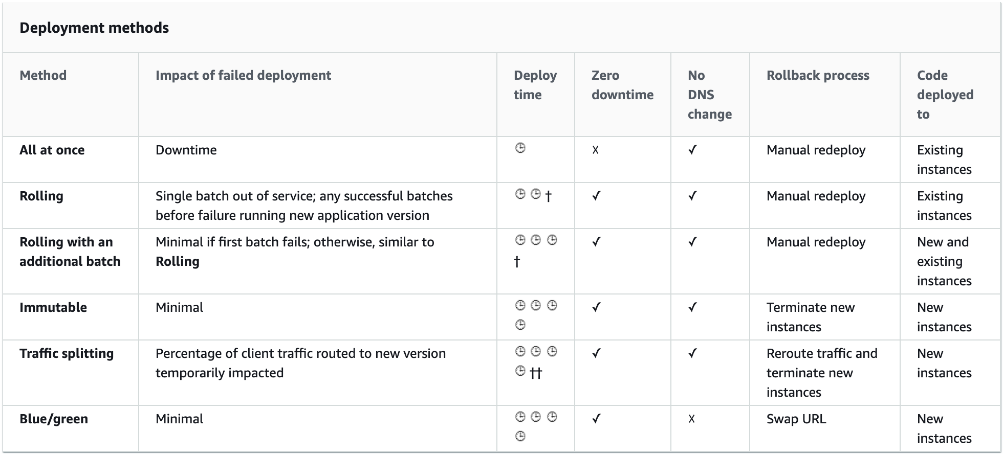 Deployment methods
Method Impact of failed deployment Deploy time Zero downtime No DNS change Rollback process Code deployed to
All at once Downtime 🕒 x ✓ Manual redeploy Existing instances
Rolling Single batch out of service; any successful batches before failure running new application version 🕒 🕒 † ✓ ✓ Manual redeploy Existing instances
Rolling with an additional batch Minimal if first batch fails; otherwise, similar to Rolling 🕒 🕒 🕒 † ✓ ✓ Manual redeploy New and existing instances
Immutable Minimal 🕒 🕒 🕒 🕒 ✓ ✓ Terminate new instances New instances
Traffic splitting Percentage of client traffic routed to new version temporarily impacted 🕒 🕒 🕒 🕒 †† ✓ ✓ Reroute traffic and terminate new instances New instances
Blue/green Minimal 🕒 🕒 🕒 🕒 ✓ x Swap URL New instances